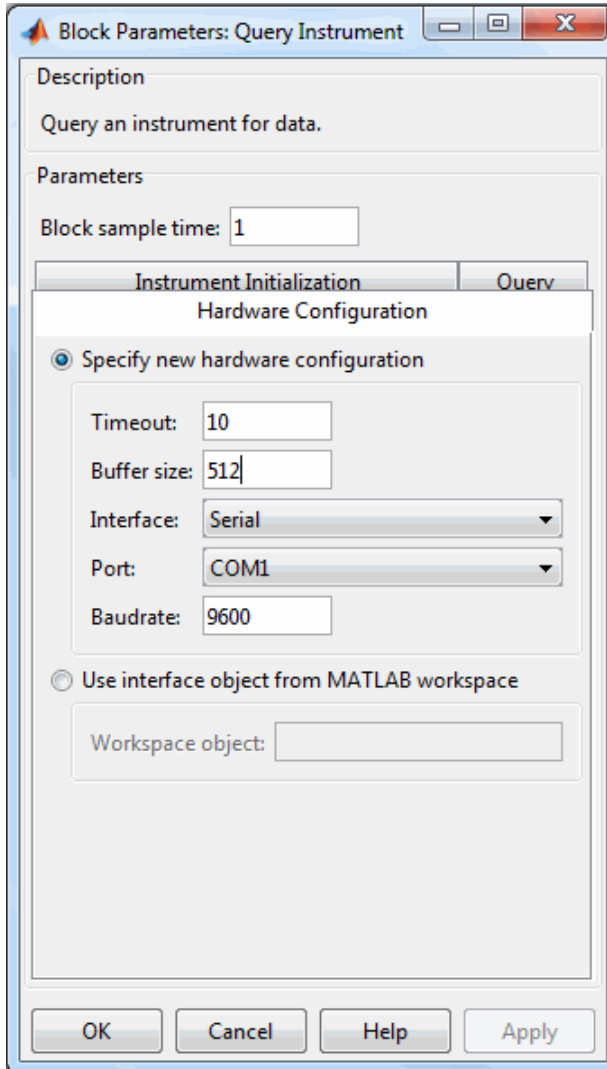 Block Parameters: Query Instrument
Description
Query an instrument for data.
Parameters
Block sample time: 1
Instrument Initialization Query
Hardware Configuration
Specify new hardware configuration
Timeout: 10
Buffer size: 512
Interface: Serial
Port: COM1
Baudrate: 9600
Use interface object from MATLAB workspace
Workspace object:
OK Cancel Help Apply